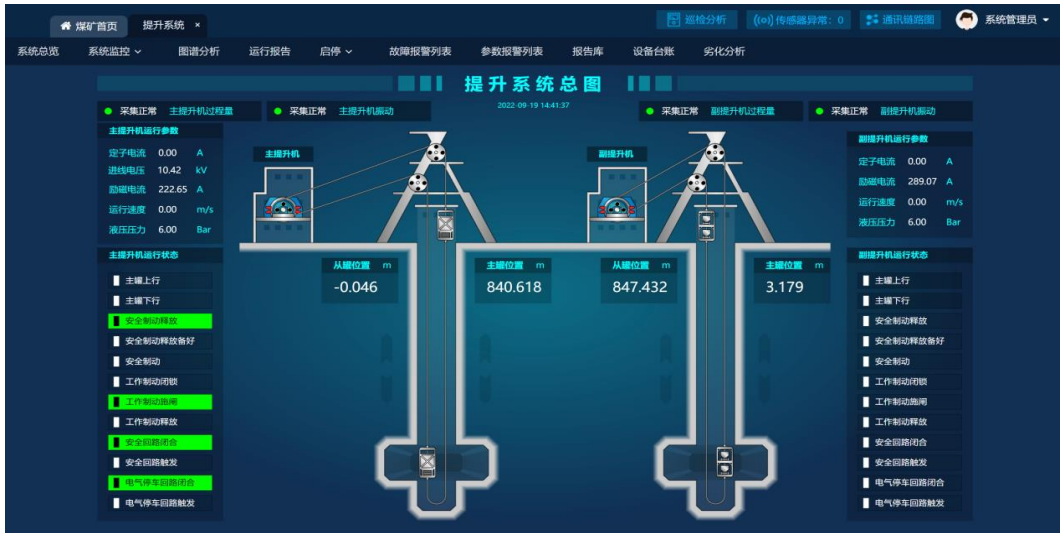 煤矿首页 提升系统 × 巡检分析 ((o))传感器异常：0 通讯链路图 系统管理员
系统总览 系统监控 图谱分析 运行报告 启停 故障报警列表 参数报警列表 报告库 设备台账 劣化分析
提升系统总图
2022-09-19 14:41:37
采集正常 主提升机过程量 采集正常 主提升机振动 采集正常 副提升机过程量 采集正常 副提升机振动
主提升机运行参数
定子电流 0.00 A
进线电压 10.42 kV
励磁电流 222.65 A
运行速度 0.00 m/s
液压压力 6.00 Bar
主提升机
副提升机
副提升机运行参数
定子电流 0.00 A
励磁电流 289.07 A
运行速度 0.00 m/s
液压压力 6.00 Bar
主提升机运行状态
主罐上行
主罐下行
安全制动释放
安全制动释放备好
安全制动
工作制动闭锁
工作制动施闸
工作制动释放
安全回路闭合
安全回路触发
电气停车回路闭合
电气停车回路触发
从罐位置 m
-0.046
主罐位置 m
840.618
从罐位置 m
847.432
主罐位置 m
3.179
副提升机运行状态
主罐上行
主罐下行
安全制动释放
安全制动释放备好
安全制动
工作制动闭锁
工作制动施闸
工作制动释放
安全回路闭合
安全回路触发
电气停车回路闭合
电气停车回路触发